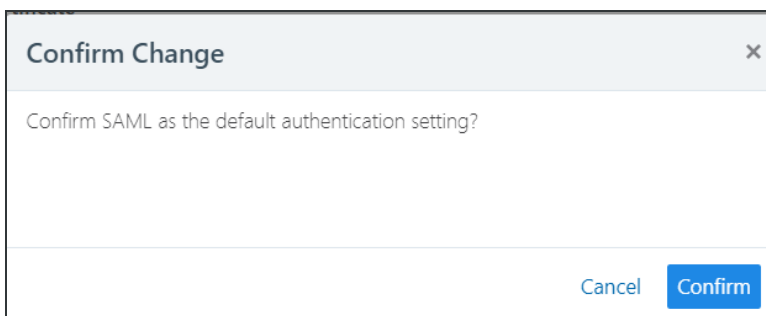 Confirm Change
×
Confirm SAML as the default authentication setting?
Cancel Confirm